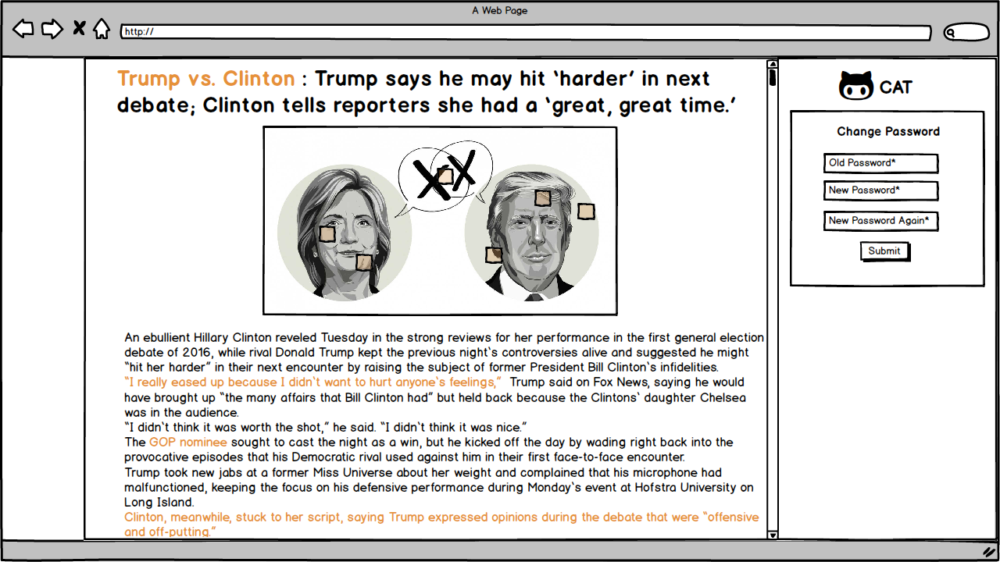 A Web Page
http://
Trump vs. Clinton : Trump says he may hit ‘harder’ in next
debate; Clinton tells reporters she had a ‘great, great time.’
An ebullient Hillary Clinton reveled Tuesday in the strong reviews for her performance in the first general election
debate of 2016, while rival Donald Trump kept the previous night‘s controversies alive and suggested he might
“hit her harder” in their next encounter by raising the subject of former President Bill Clinton‘s infidelities.
“I really eased up because I didn‘t want to hurt anyone‘s feelings,” Trump said on Fox News, saying he would
have brought up “the many affairs that Bill Clinton had” but held back because the Clintons‘ daughter Chelsea
was in the audience.
“I didn‘t think it was worth the shot,” he said. “I didn‘t think it was nice.”
The GOP nominee sought to cast the night as a win, but he kicked off the day by wading right back into the
provocative episodes that his Democratic rival used against him in their first face-to-face encounter.
Trump took new jabs at a former Miss Universe about her weight and complained that his microphone had
malfunctioned, keeping the focus on his defensive performance during Monday‘s event at Hofstra University on
Long Island.
Clinton, meanwhile, stuck to her script, saying Trump expressed opinions during the debate that were “offensive
and off-putting.”
CAT
Change Password
Old Password*
New Password*
New Password Again*
Submit